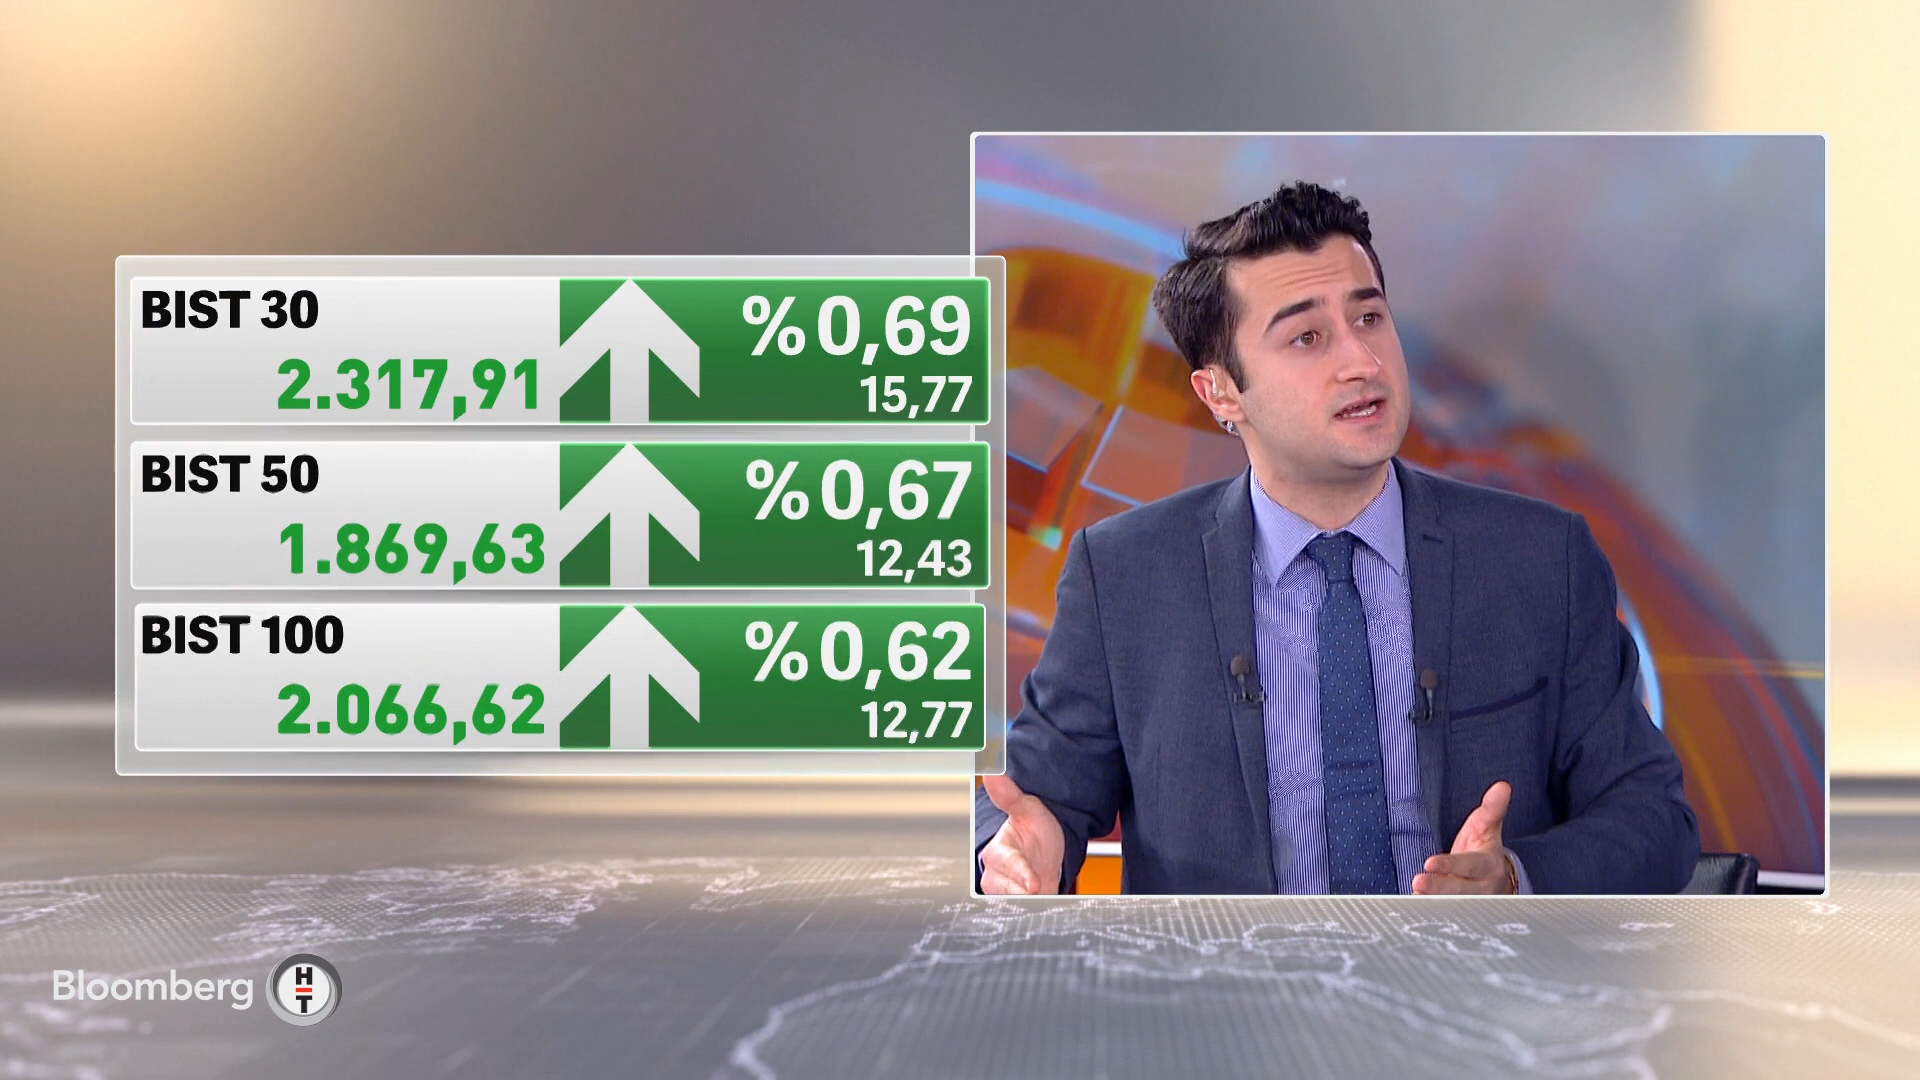 BIST 30
2.317,91
%0,69
15,77
BIST 50
1.869,63
%0,67
12,43
BIST 100
2.066,62
%0,62
12,77
Bloomberg HT